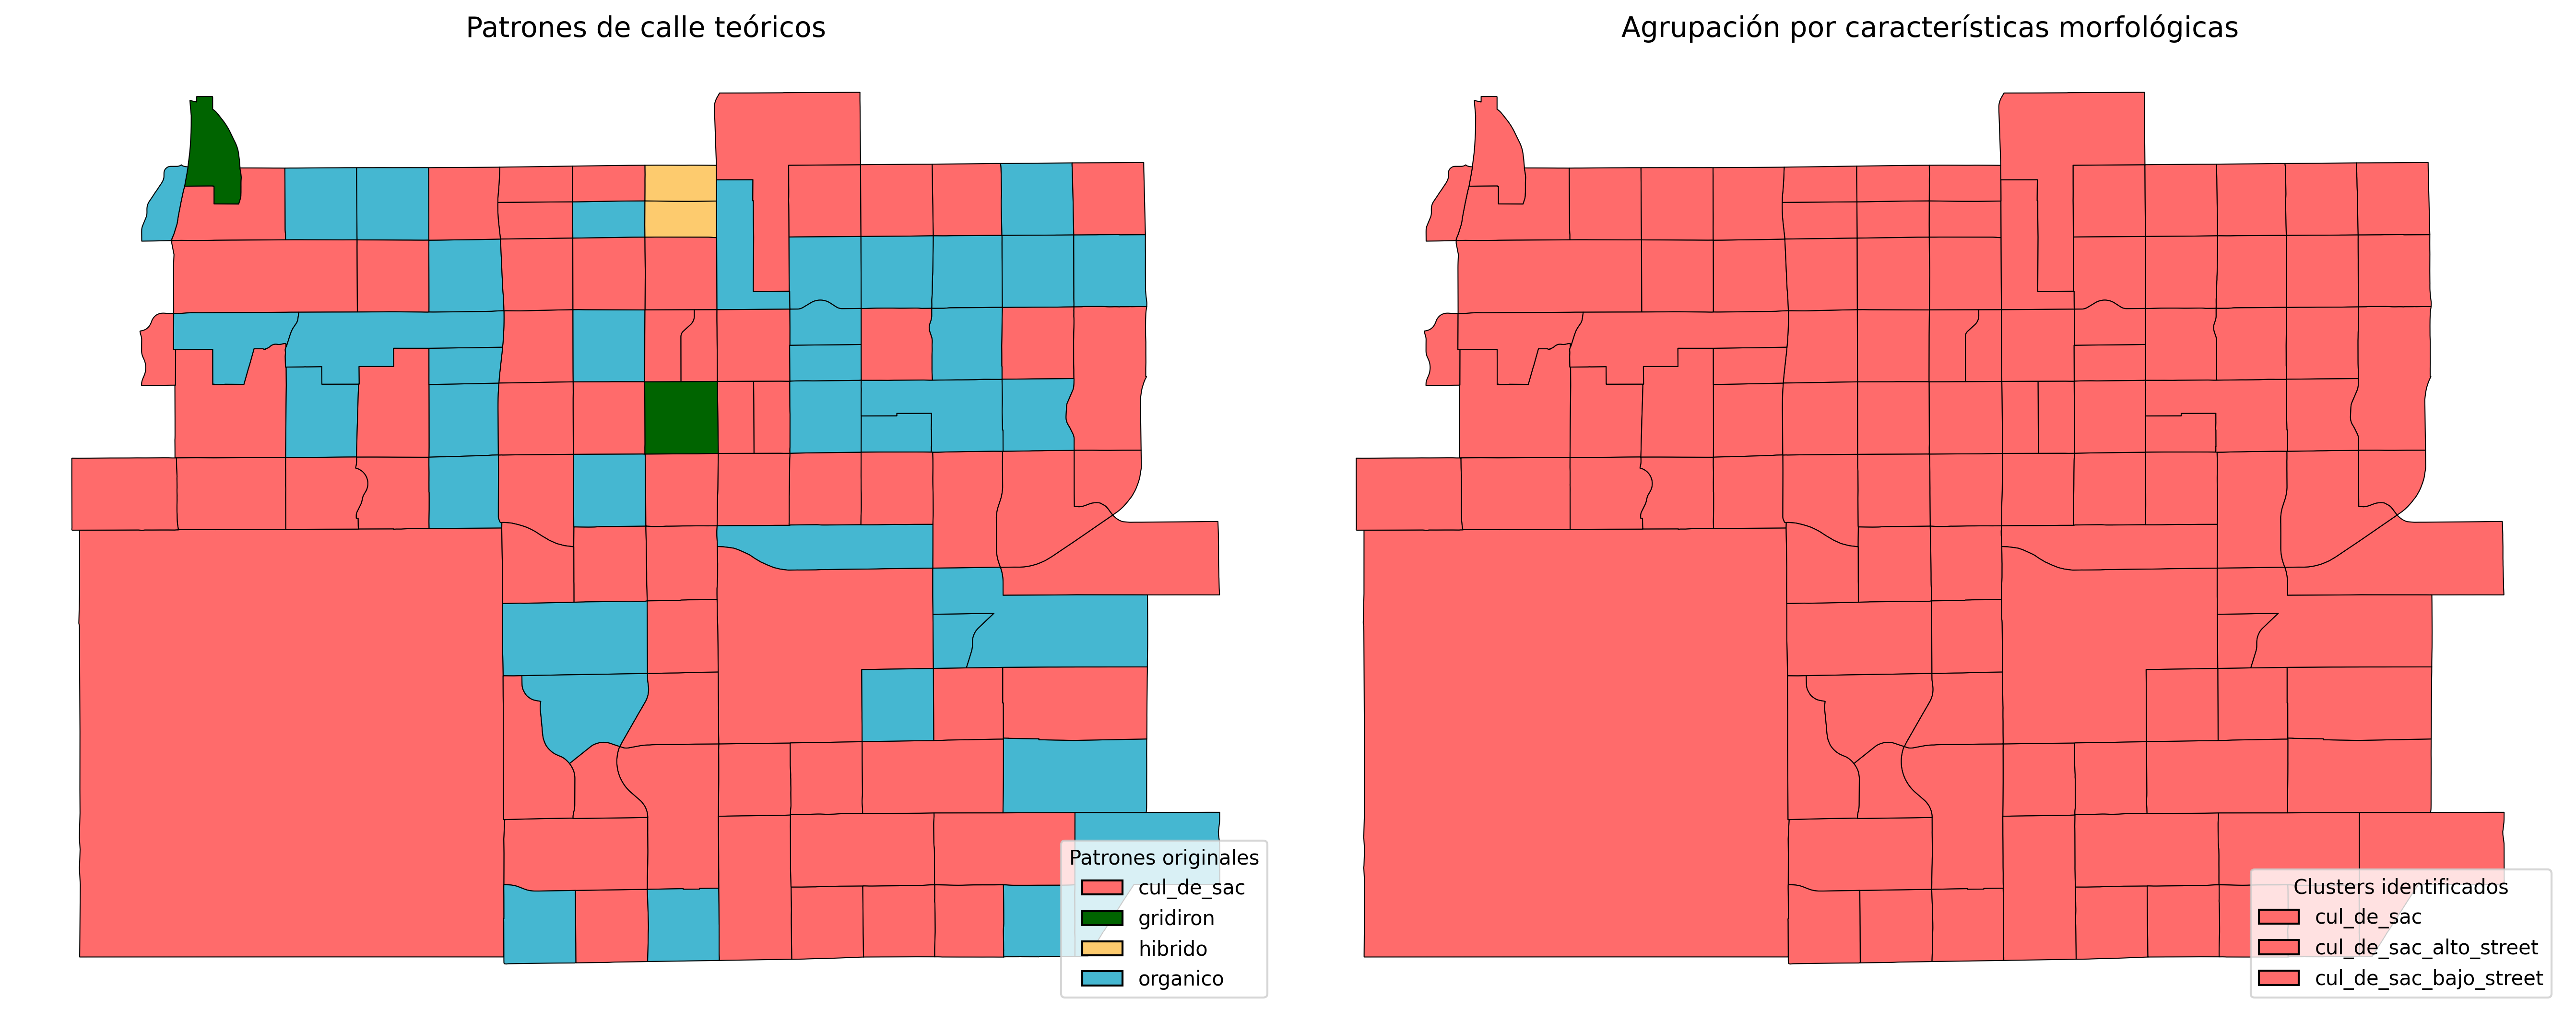 Patrones de calle teóricos
Agrupación por características morfológicas
Patrones originales
cul_de_sac
gridiron
hibrido
organico
Clusters identificados
cul_de_sac
cul_de_sac_alto_street
cul_de_sac_bajo_street